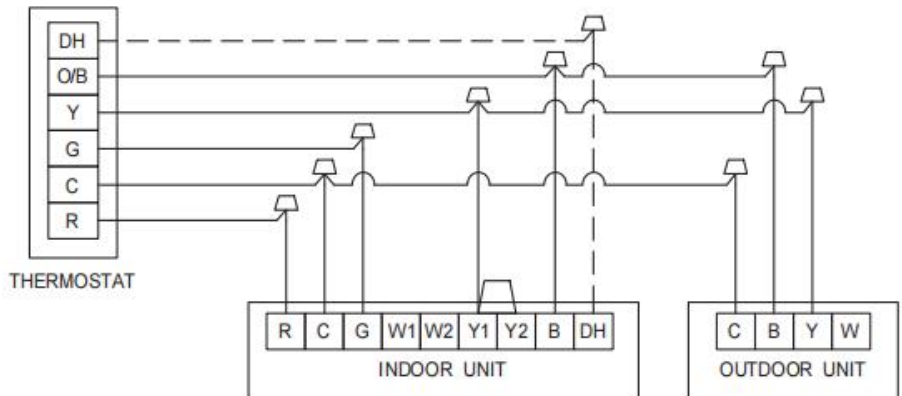 DH
O/B
Y
G
C
R
THERMOSTAT
R C G W1 W2 Y1 Y2 B DH
INDOOR UNIT
C B Y W
OUTDOOR UNIT